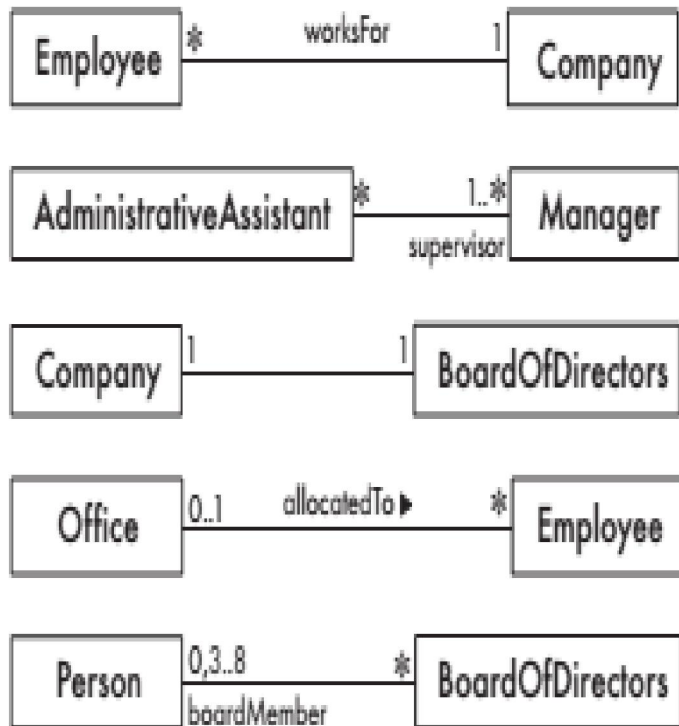 Employee * worksFor 1 Company
AdministrativeAssistant * 1..* Manager
supervisor
Company 1 1 BoardOfDirectors
Office 0..1 allocatedTo ▶ * Employee
Person 0,3..8 * BoardOfDirectors
boardMember